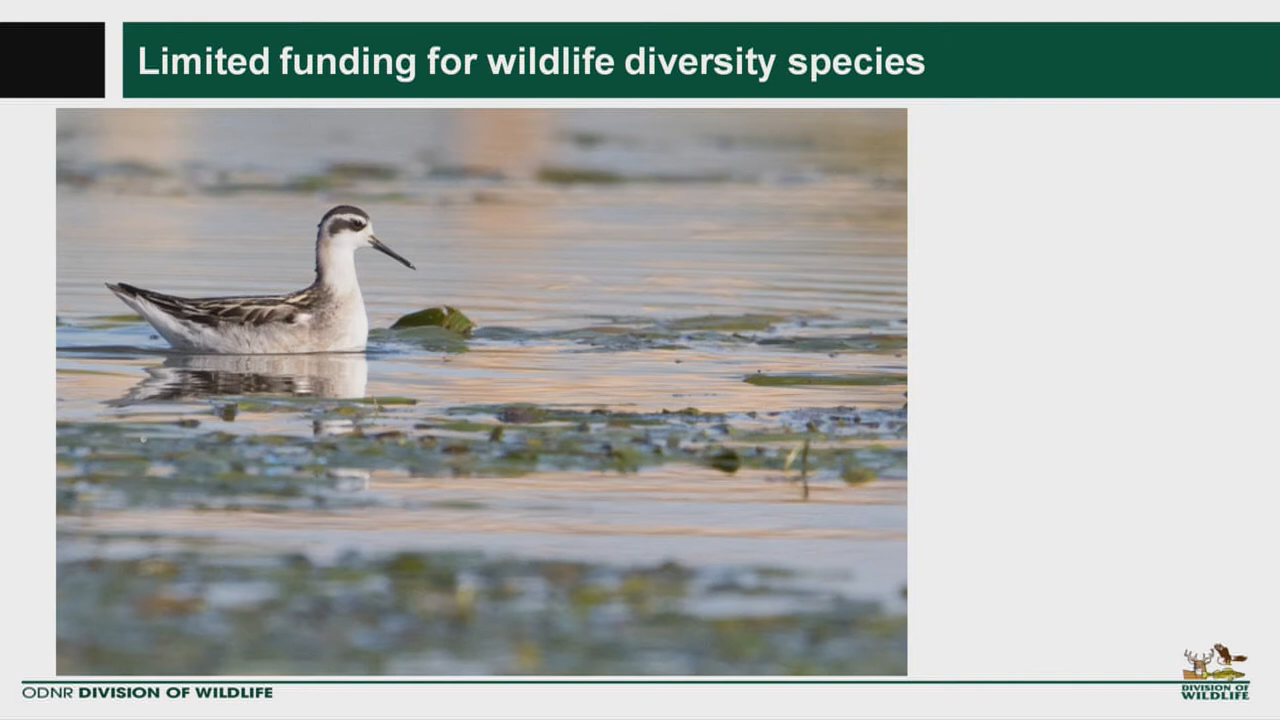 Limited funding for wildlife diversity species
ODNR DIVISION OF WILDLIFE
DIVISION OF
WILDLIFE